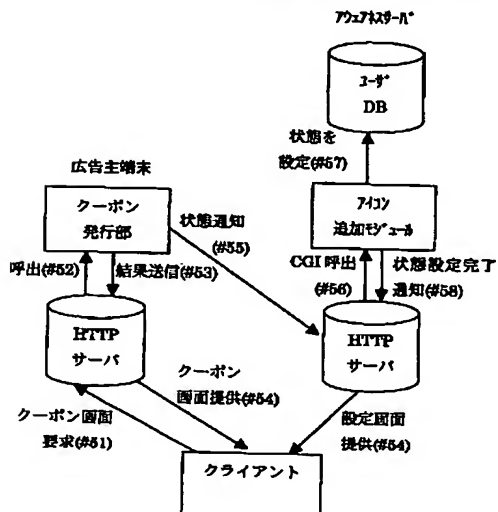 アウェアネスサーバ
ユーザ
DB
状態を
設定(#57)
広告主端末
クーポン
発行部
アイコン
追加モジュール
状態通知
(#55)
呼出(#52)
結果送信(#53)
CGI 呼出
(#56)
状態設定完了
通知(#58)
HTTP
サーバ
HTTP
サーバ
クーポン
画面提供(#54)
クーポン画面
要求(#51)
設定画面
提供(#54)
クライアント